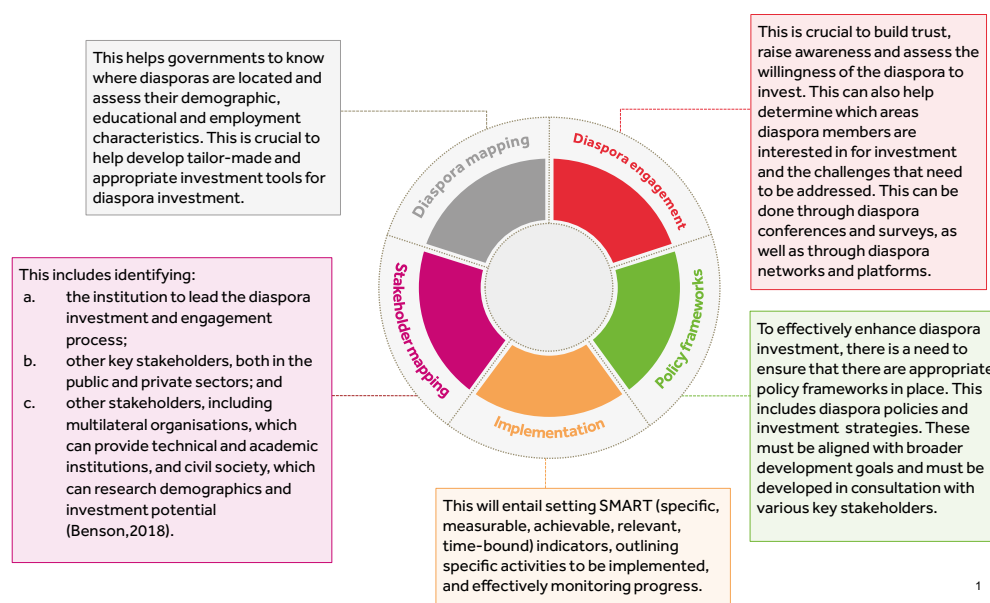 This helps governments to know
where diasporas are located and
assess their demographic,
educational and employment
characteristics. This is crucial to
help develop tailor-made and
appropriate investment tools for
diaspora investment.
This is crucial to build trust,
raise awareness and assess the
willingness of the diaspora to
invest. This can also help
determine which areas
diaspora members are
interested in for investment
and the challenges that need
to be addressed. This can be
done through diaspora
conferences and surveys, as
well as through diaspora
networks and platforms.
Diaspora mapping
Diaspora engagement
Stakeholder mapping
Policy frameworks
Implementation
This includes identifying:
a. the institution to lead the diaspora
investment and engagement
process;
b. other key stakeholders, both in the
public and private sectors; and
c. other stakeholders, including
multilateral organisations, which
can provide technical and academic
institutions, and civil society, which
can research demographics and
investment potential
(Benson,2018).
To effectively enhance diaspora
investment, there is a need to
ensure that there are appropriate
policy frameworks in place. This
includes diaspora policies and
investment strategies. These
must be aligned with broader
development goals and must be
developed in consultation with
various key stakeholders.
This will entail setting SMART (specific,
measurable, achievable, relevant,
time-bound) indicators, outlining
specific activities to be implemented,
and effectively monitoring progress.
1